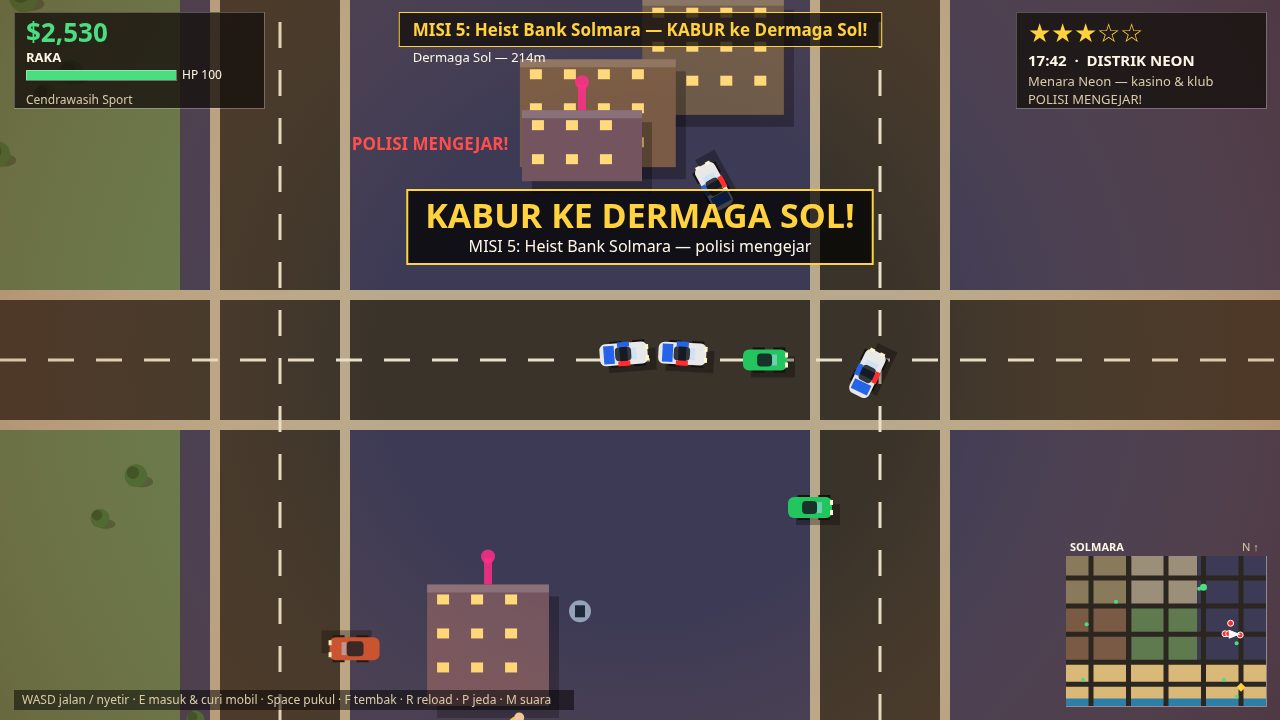 $2,530
RAKA
HP 100
Cendrawasih Sport
MISI 5: Heist Bank Solmara — KABUR ke Dermaga Sol!
Dermaga Sol — 214m
★★★☆☆
17:42 · DISTRIK NEON
Menara Neon — kasino & klub
POLISI MENGEJAR!
POLISI MENGEJAR!
KABUR KE DERMAGA SOL!
MISI 5: Heist Bank Solmara — polisi mengejar
SOLMARA
N ↑
WASD jalan / nyetir · E masuk & curi mobil · Space pukul · F tembak · R reload · P jeda · M suara